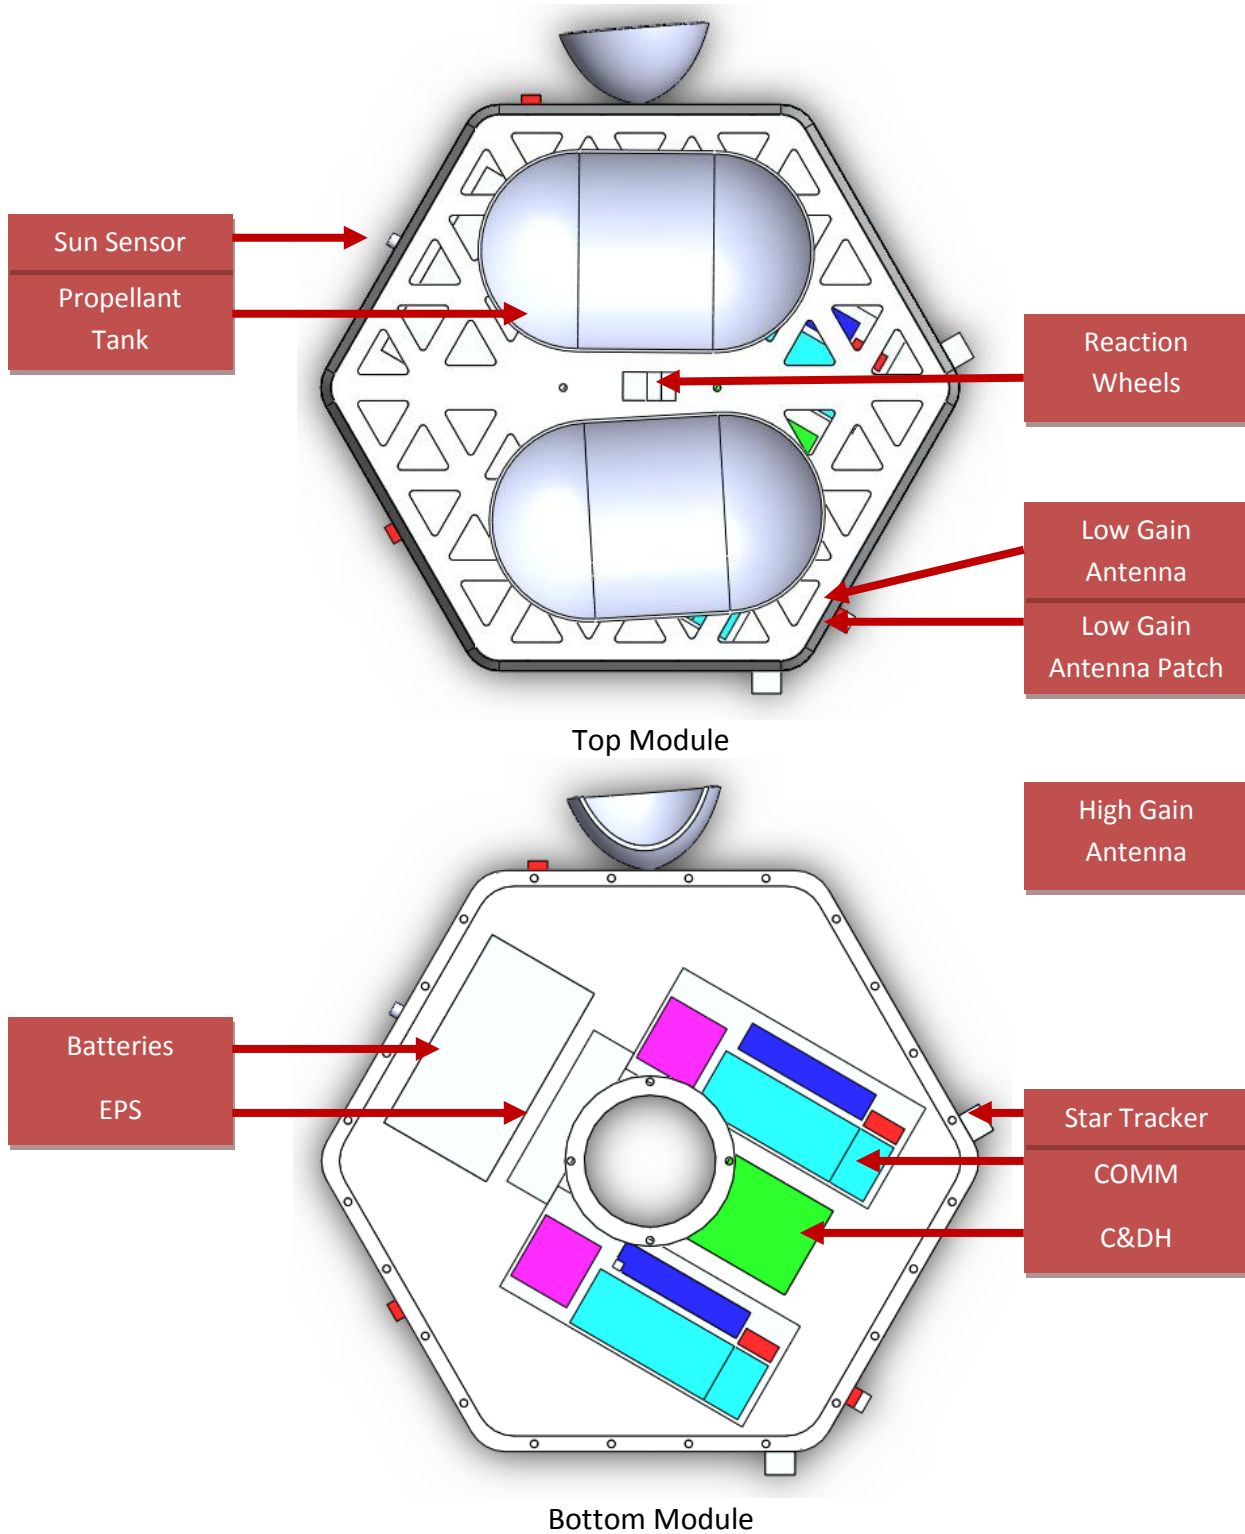 Sun Sensor
Propellant
Tank
Reaction
Wheels
Low Gain
Antenna
Low Gain
Antenna Patch
Top Module
High Gain
Antenna
Batteries
EPS
Star Tracker
COMM
C&DH
Bottom Module